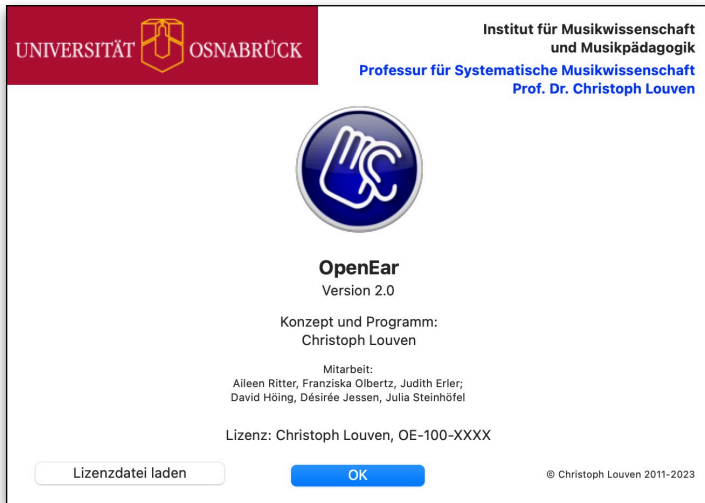 UNIVERSITÄT OSNABRÜCK
Institut für Musikwissenschaft
und Musikpädagogik
Professur für Systematische Musikwissenschaft
Prof. Dr. Christoph Louven
OpenEar
Version 2.0
Konzept und Programm:
Christoph Louven
Mitarbeit:
Aileen Ritter, Franziska Olbertz, Judith Erler;
David Höing, Désirée Jessen, Julia Steinhöfel
Lizenz: Christoph Louven, OE-100-XXXX
Lizenzdatei laden
OK
© Christoph Louven 2011-2023